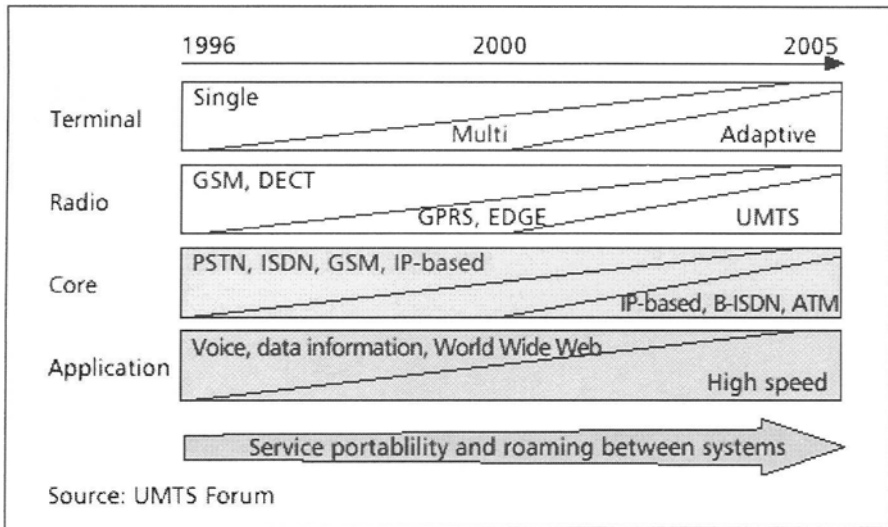 1996 2000 2005
Terminal
Single
Multi Adaptive
Radio
GSM, DECT
GPRS, EDGE UMTS
Core
PSTN, ISDN, GSM, IP-based
IP-based, B-ISDN, ATM
Application
Voice, data information, World Wide Web
High speed
Service portablility and roaming between systems
Source: UMTS Forum